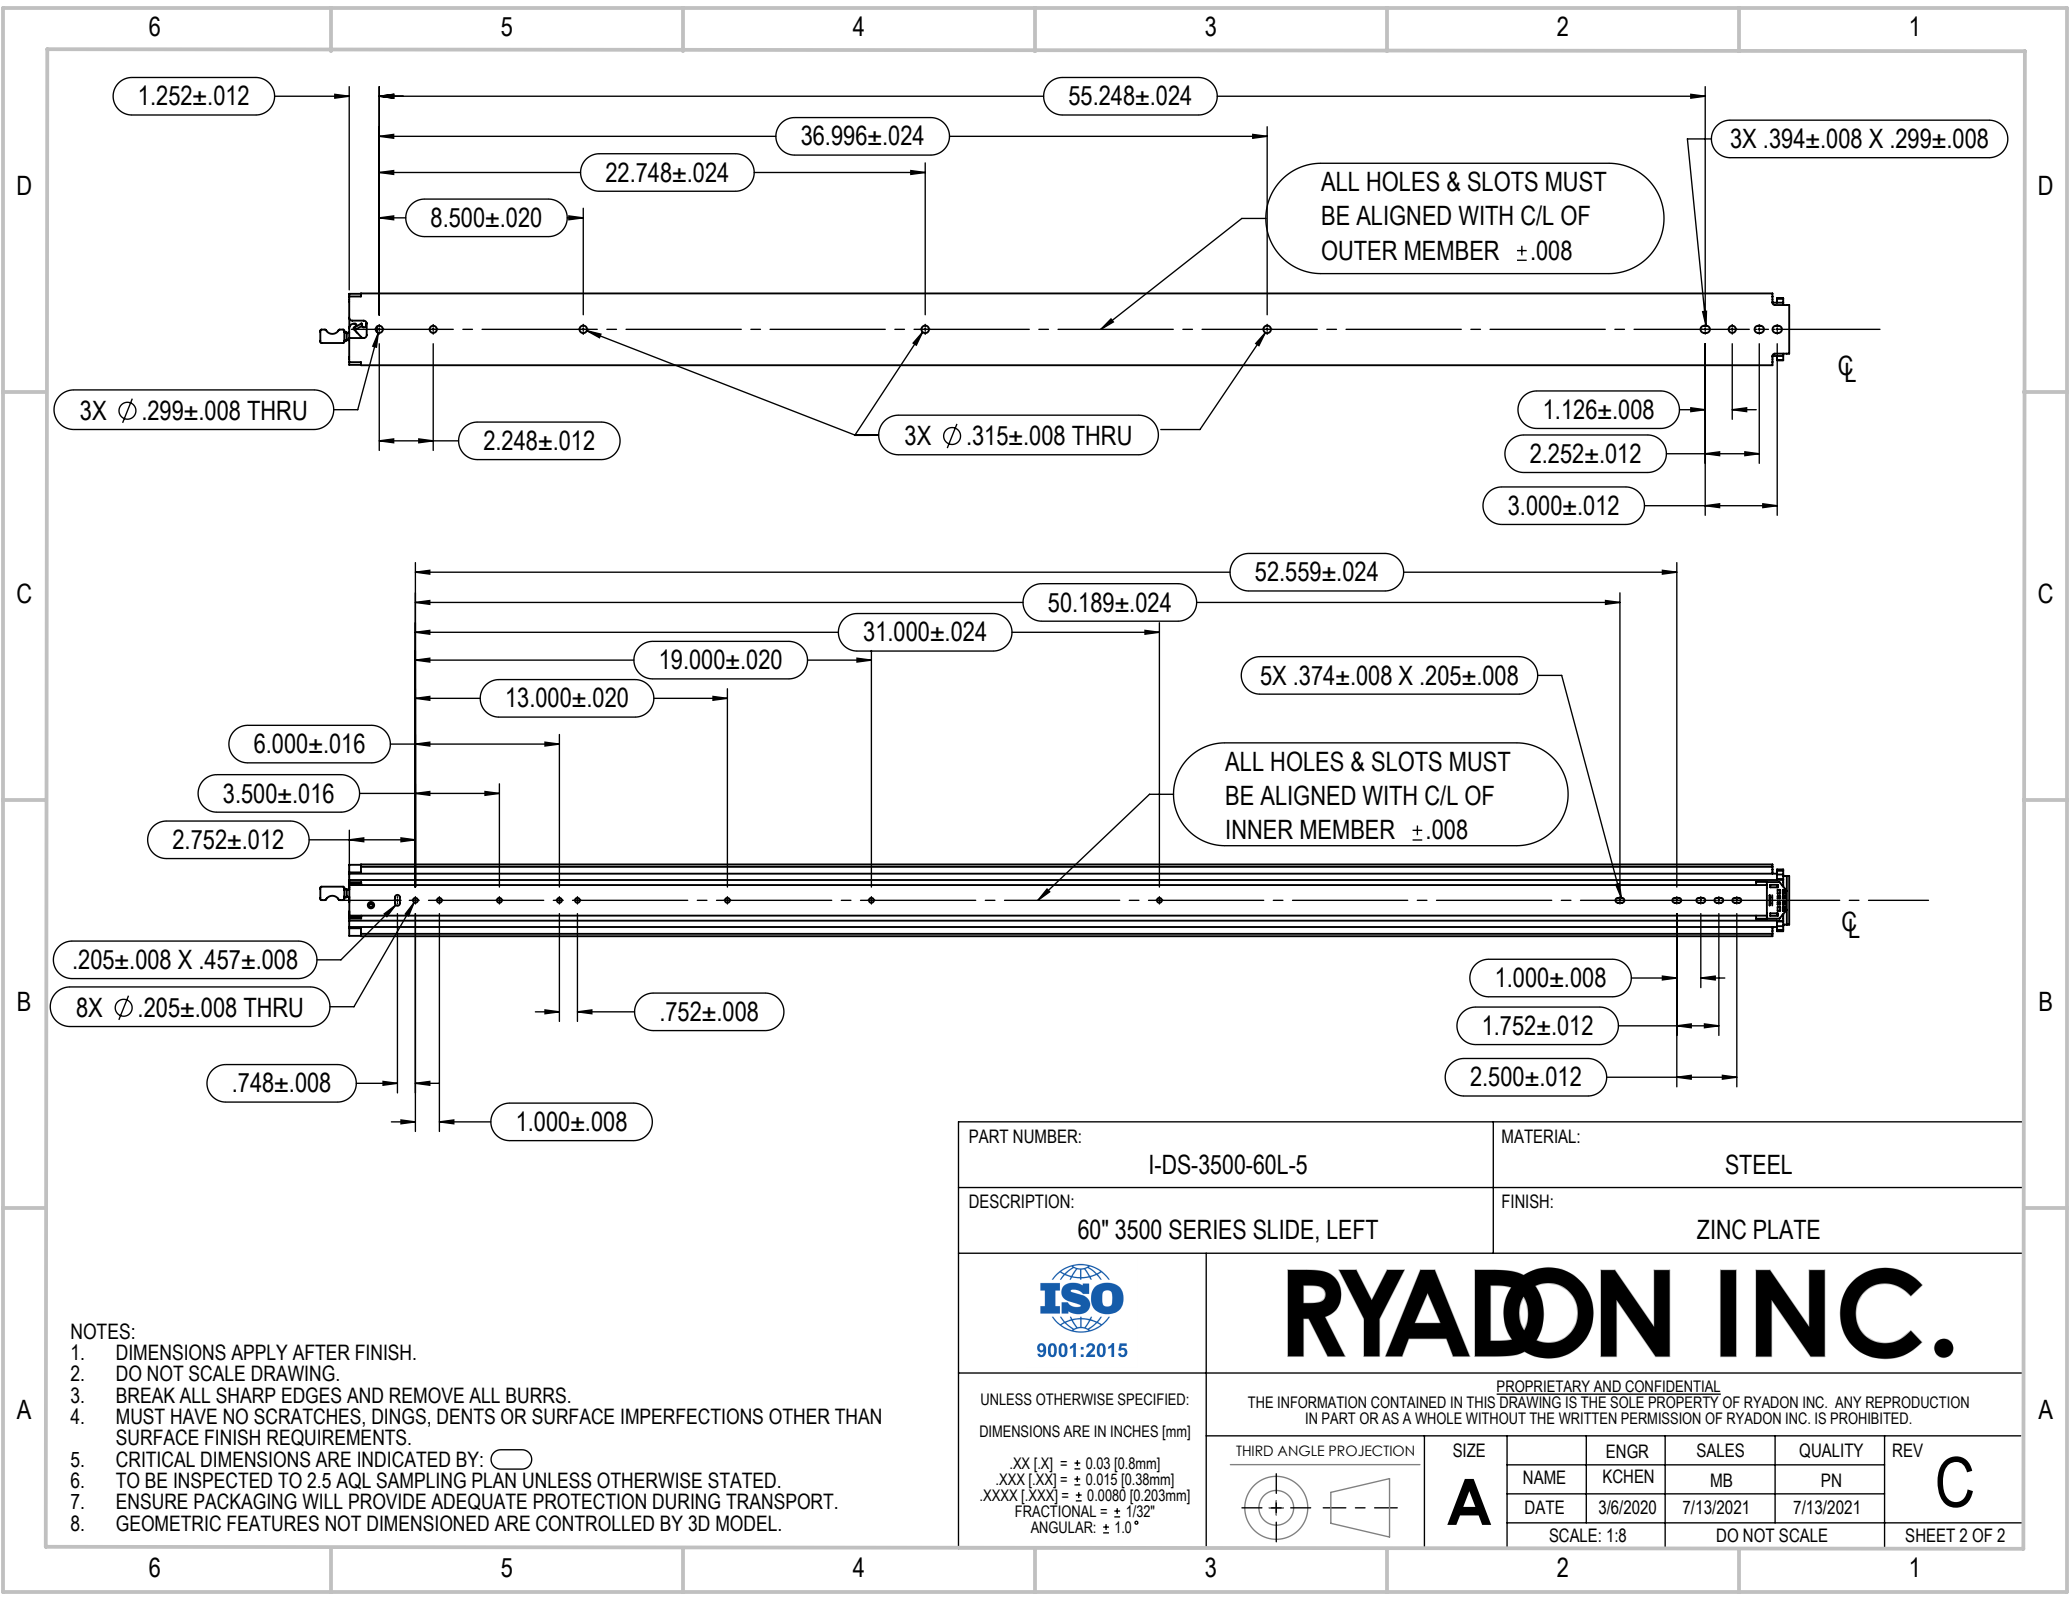 6 5 4 3 2 1
1.252±.012
55.248±.024
36.996±.024
3X .394±.008 X .299±.008
22.748±.024
8.500±.020
ALL HOLES & SLOTS MUST
BE ALIGNED WITH C/L OF
OUTER MEMBER ±.008
D D
℄
3X ∅ .299±.008 THRU
2.248±.012
3X ∅ .315±.008 THRU
1.126±.008
2.252±.012
3.000±.012
C C
52.559±.024
50.189±.024
31.000±.024
19.000±.020
5X .374±.008 X .205±.008
13.000±.020
6.000±.016
3.500±.016
2.752±.012
ALL HOLES & SLOTS MUST
BE ALIGNED WITH C/L OF
INNER MEMBER ±.008
℄
.205±.008 X .457±.008
8X ∅ .205±.008 THRU
.752±.008
1.000±.008
1.752±.012
2.500±.012
B B
.748±.008
1.000±.008
PART NUMBER:
I-DS-3500-60L-5
MATERIAL:
STEEL
DESCRIPTION:
60" 3500 SERIES SLIDE, LEFT
FINISH:
ZINC PLATE
ISO
9001:2015
RYADON INC.
NOTES:
1. DIMENSIONS APPLY AFTER FINISH.
2. DO NOT SCALE DRAWING.
3. BREAK ALL SHARP EDGES AND REMOVE ALL BURRS.
4. MUST HAVE NO SCRATCHES, DINGS, DENTS OR SURFACE IMPERFECTIONS OTHER THAN
SURFACE FINISH REQUIREMENTS.
5. CRITICAL DIMENSIONS ARE INDICATED BY:
6. TO BE INSPECTED TO 2.5 AQL SAMPLING PLAN UNLESS OTHERWISE STATED.
7. ENSURE PACKAGING WILL PROVIDE ADEQUATE PROTECTION DURING TRANSPORT.
8. GEOMETRIC FEATURES NOT DIMENSIONED ARE CONTROLLED BY 3D MODEL.
A A
UNLESS OTHERWISE SPECIFIED:
DIMENSIONS ARE IN INCHES [mm]
.XX [.X] = ± 0.03 [0.8mm]
.XXX [.XX] = ± 0.015 [0.38mm]
.XXXX [.XXX] = ± 0.0080 [0.203mm]
FRACTIONAL = ± 1/32"
ANGULAR: ± 1.0°
PROPRIETARY AND CONFIDENTIAL
THE INFORMATION CONTAINED IN THIS DRAWING IS THE SOLE PROPERTY OF RYADON INC. ANY REPRODUCTION
IN PART OR AS A WHOLE WITHOUT THE WRITTEN PERMISSION OF RYADON INC. IS PROHIBITED.
THIRD ANGLE PROJECTION
SIZE
A
ENGR SALES QUALITY
NAME KCHEN MB PN
DATE 3/6/2020 7/13/2021 7/13/2021
SCALE: 1:8 DO NOT SCALE
REV
C
SHEET 2 OF 2
6 5 4 3 2 1